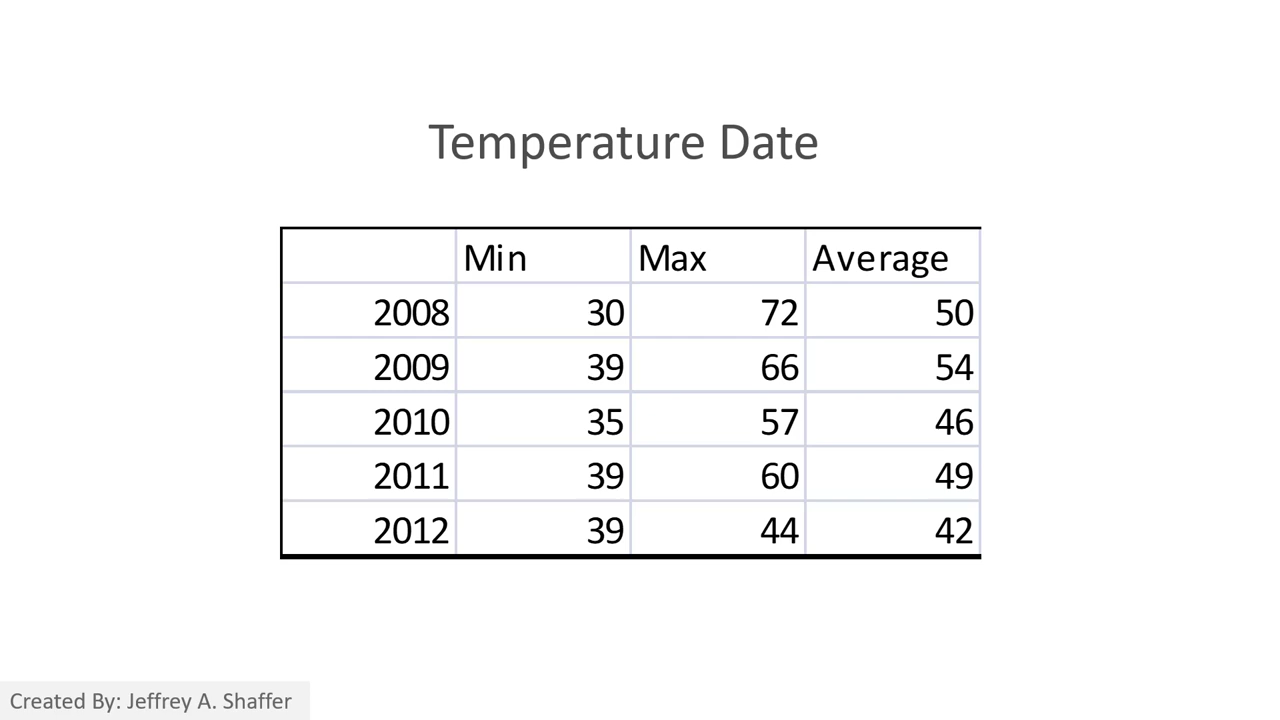 Temperature Date
Min Max Average
2008 30 72 50
2009 39 66 54
2010 35 57 46
2011 39 60 49
2012 39 44 42
Created By: Jeffrey A. Shaffer